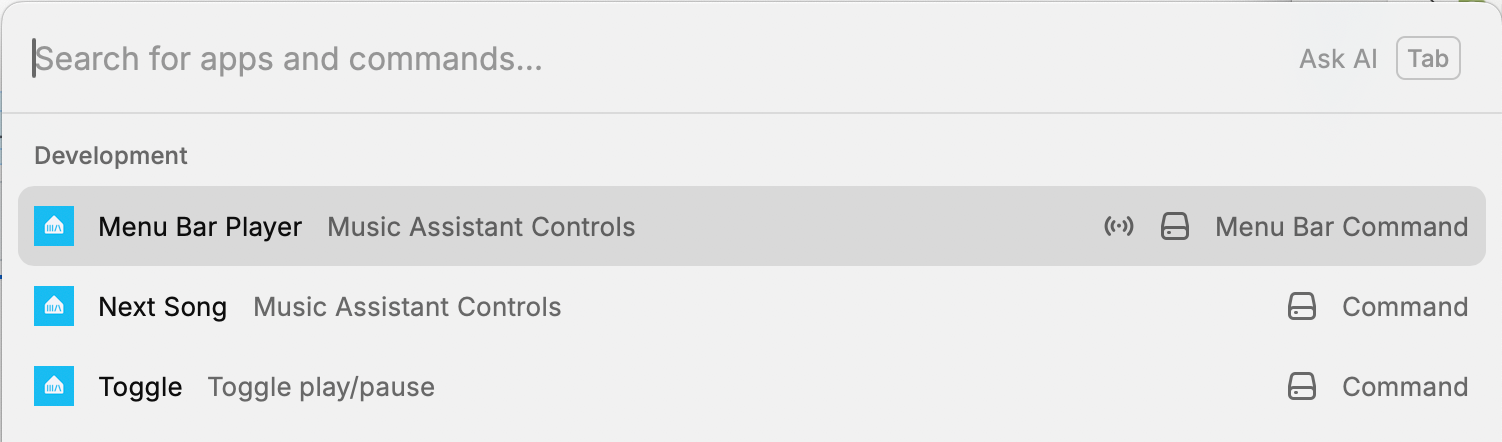 Search for apps and commands... Ask AI Tab
Development
Menu Bar Player Music Assistant Controls Menu Bar Command
Next Song Music Assistant Controls Command
Toggle Toggle play/pause Command